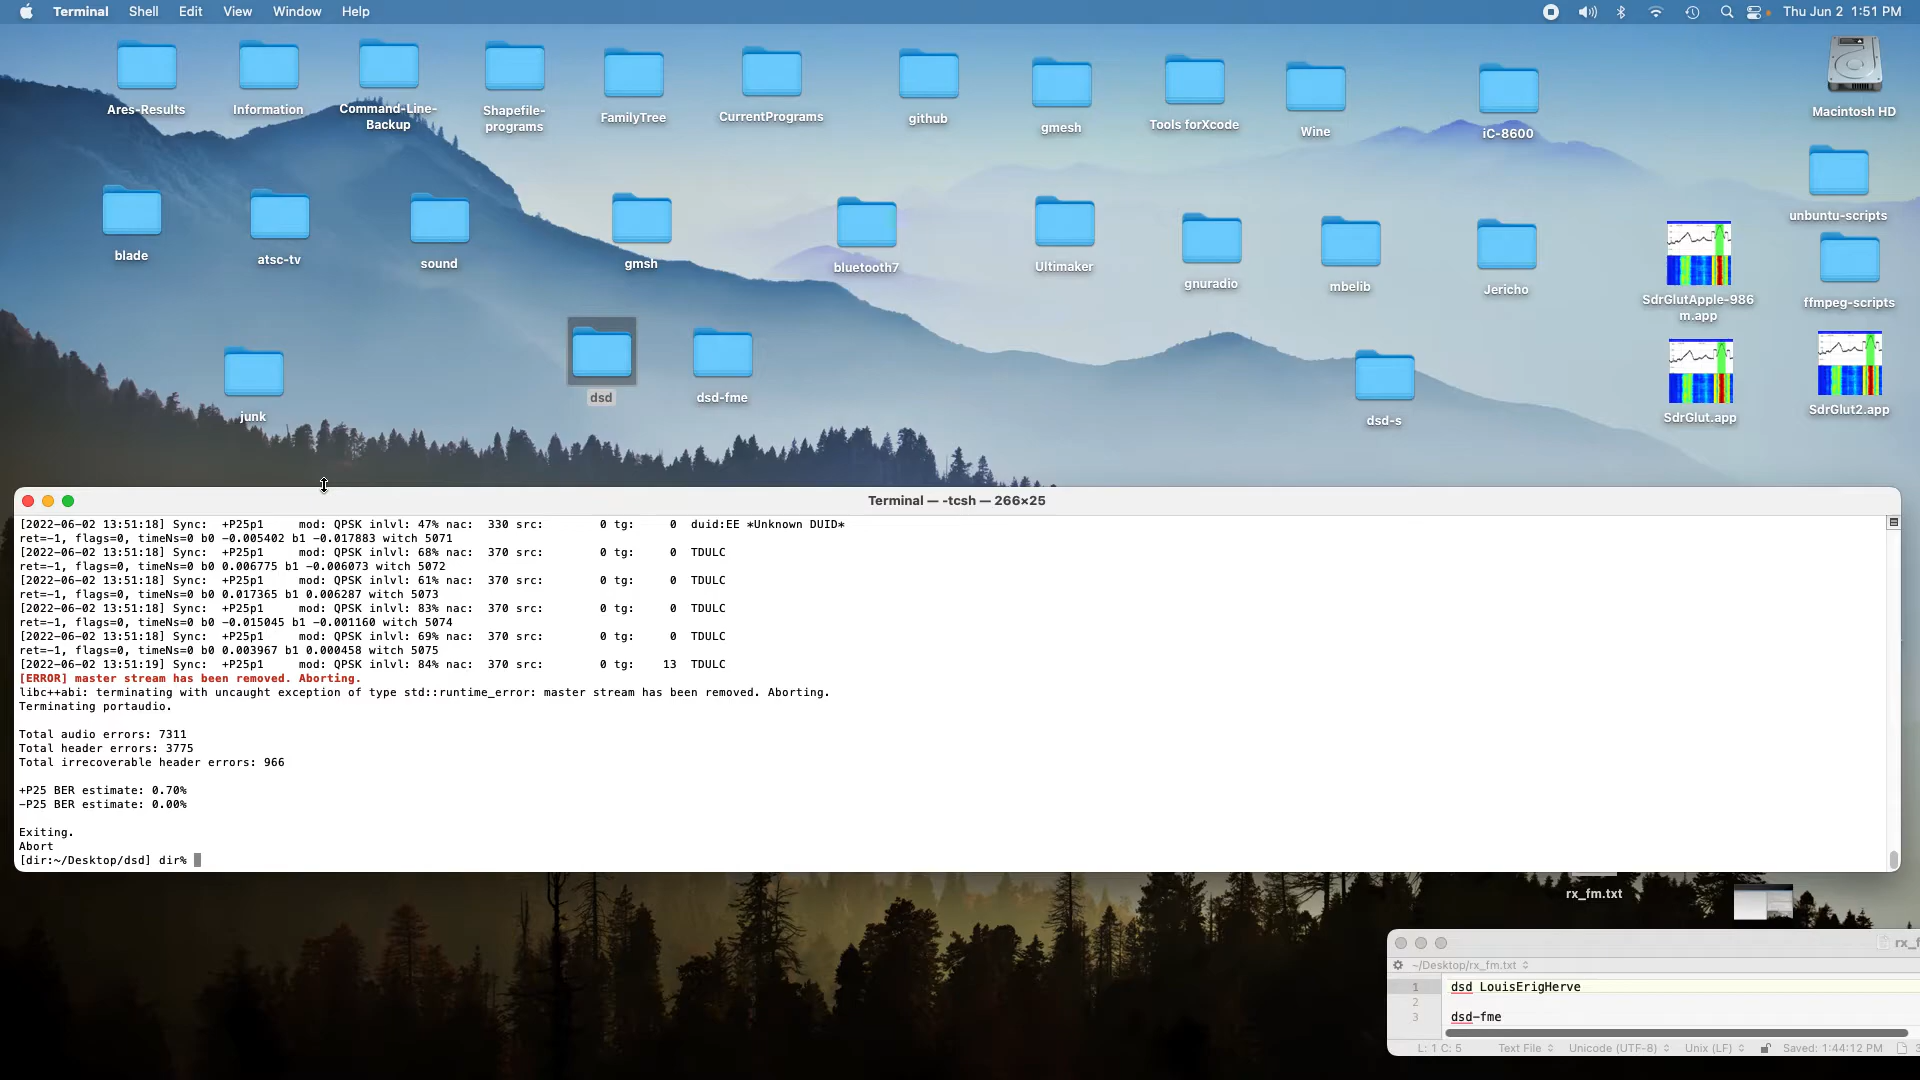 Terminal Shell Edit View Window Help Thu Jun 2 1:51 PM
Ares-Results
Information
Command-Line-
Backup
Shapefile-
programs
FamilyTree
CurrentPrograms
github
gmesh
Tools forXcode
Wine
iC-8600
Macintosh HD
blade
atsc-tv
sound
gmsh
bluetooth7
Ultimaker
gnuradio
mbelib
Jericho
SdrGlutApple-986
m.app
unbuntu-scripts
ffmpeg-scripts
junk
dsd
dsd-fme
dsd-s
SdrGlut.app
SdrGlut2.app
Terminal — -tcsh — 266×25
[2022-06-02 13:51:18] Sync: +P25p1 mod: QPSK inlvl: 47% nac: 330 src: 0 tg: 0 duid:EE *Unknown DUID*
ret=-1, flags=0, timeNs=0 b0 -0.005402 b1 -0.017883 witch 5071
[2022-06-02 13:51:18] Sync: +P25p1 mod: QPSK inlvl: 68% nac: 370 src: 0 tg: 0 TDULC
ret=-1, flags=0, timeNs=0 b0 0.006775 b1 -0.006073 witch 5072
[2022-06-02 13:51:18] Sync: +P25p1 mod: QPSK inlvl: 61% nac: 370 src: 0 tg: 0 TDULC
ret=-1, flags=0, timeNs=0 b0 0.017365 b1 0.006287 witch 5073
[2022-06-02 13:51:18] Sync: +P25p1 mod: QPSK inlvl: 83% nac: 370 src: 0 tg: 0 TDULC
ret=-1, flags=0, timeNs=0 b0 -0.015045 b1 -0.001160 witch 5074
[2022-06-02 13:51:18] Sync: +P25p1 mod: QPSK inlvl: 69% nac: 370 src: 0 tg: 0 TDULC
ret=-1, flags=0, timeNs=0 b0 0.003967 b1 0.000458 witch 5075
[2022-06-02 13:51:19] Sync: +P25p1 mod: QPSK inlvl: 84% nac: 370 src: 0 tg: 13 TDULC
[ERROR] master stream has been removed. Aborting.
libc++abi: terminating with uncaught exception of type std::runtime_error: master stream has been removed. Aborting.
Terminating portaudio.
Total audio errors: 7311
Total header errors: 3775
Total irrecoverable header errors: 966
+P25 BER estimate: 0.70%
-P25 BER estimate: 0.00%
Exiting.
Abort
[dir:~/Desktop/dsd] dir%
rx_fm.txt
~/Desktop/rx_fm.txt
1 dsd LouisErigHerve
2
3 dsd-fme
L: 1 C: 5 Text File Unicode (UTF-8) Unix (LF) Saved: 1:44:12 PM